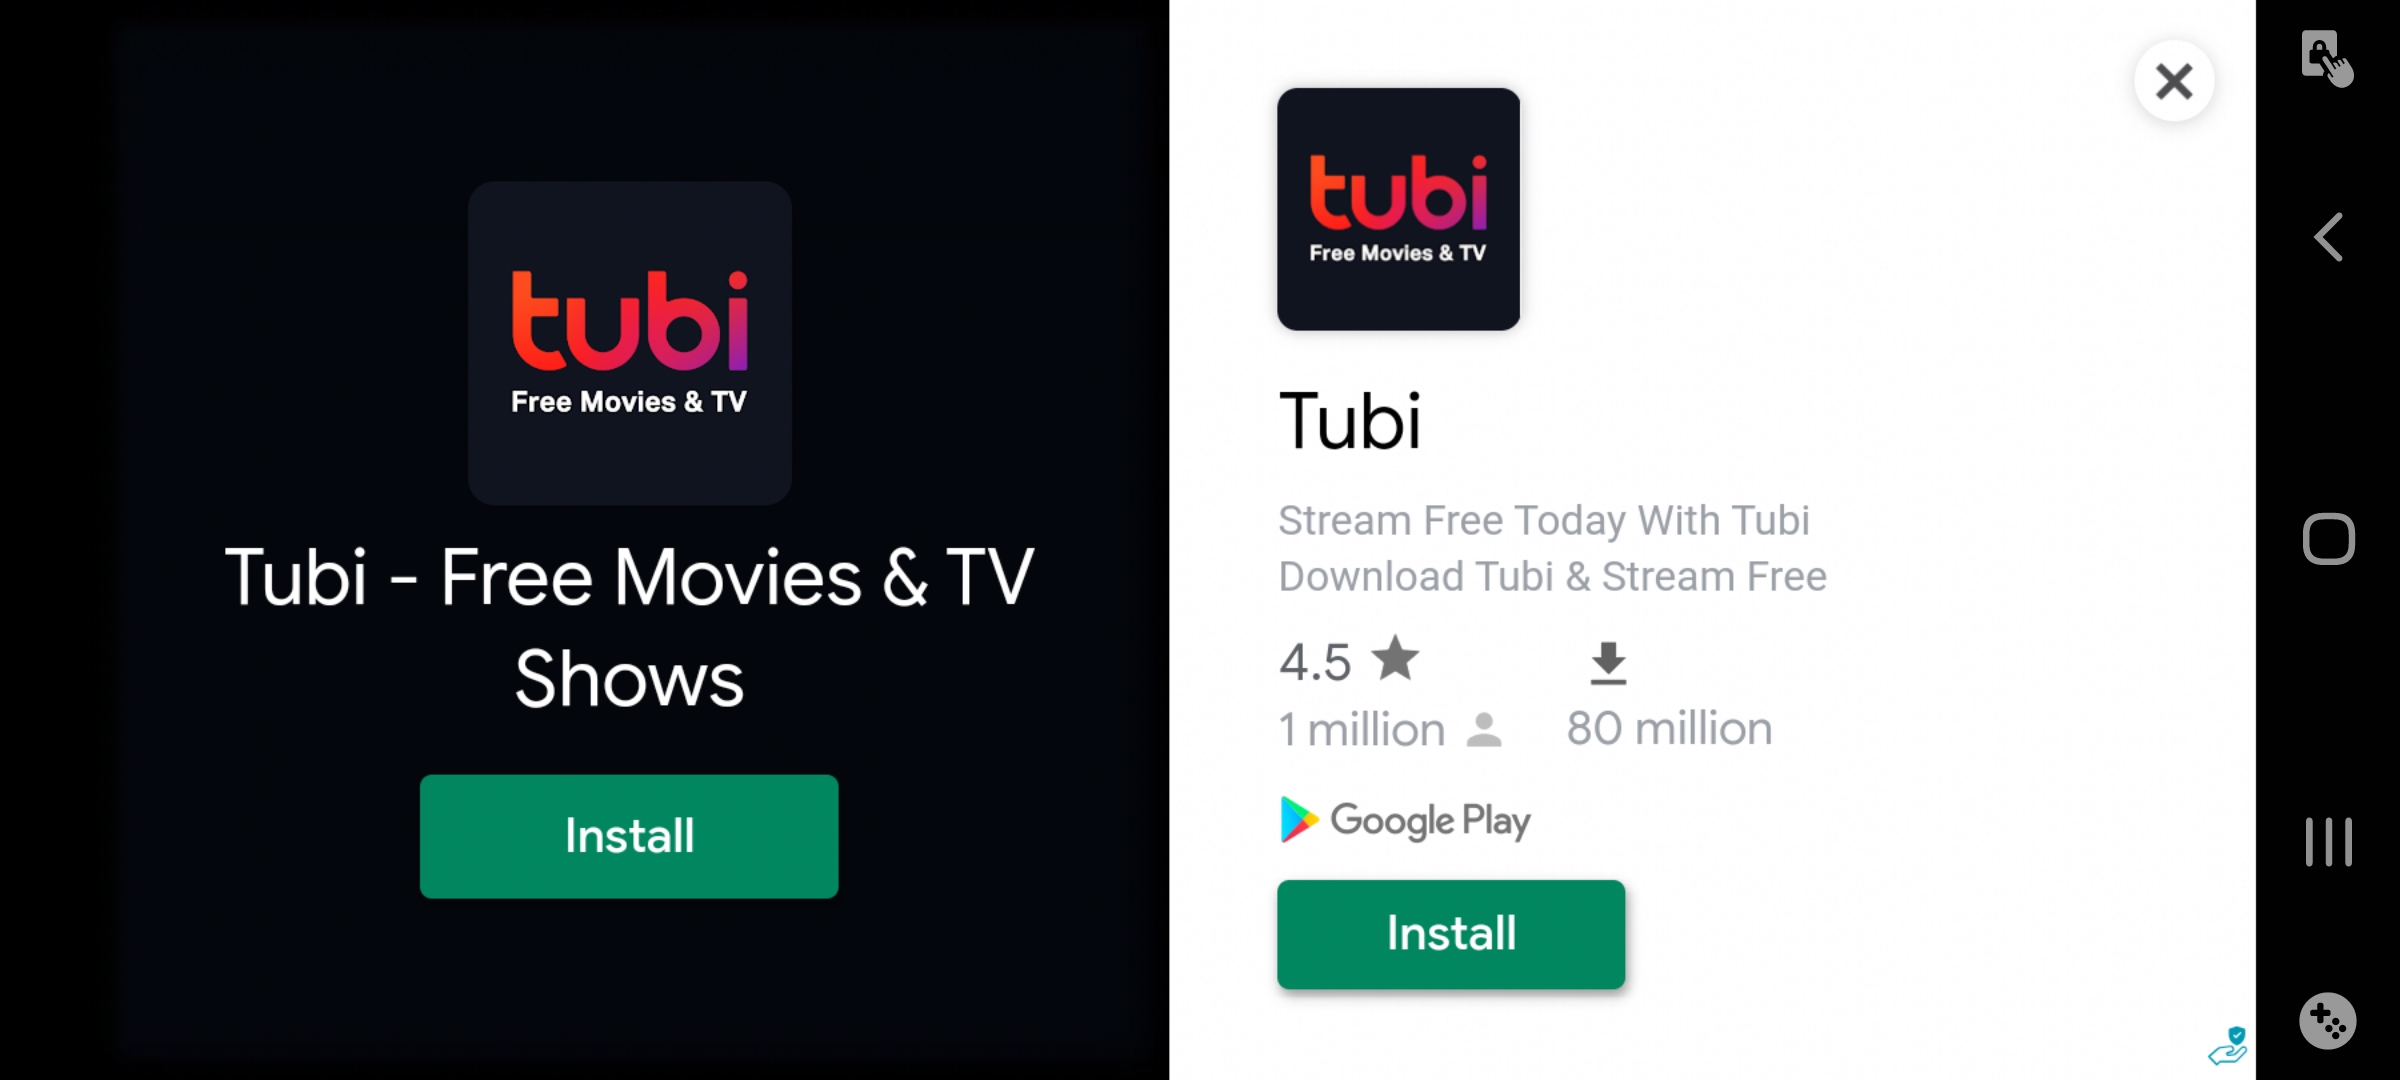 tubi
Free Movies & TV
Tubi - Free Movies & TV
Shows
Install
tubi
Free Movies & TV
Tubi
Stream Free Today With Tubi
Download Tubi & Stream Free
4.5
1 million
80 million
Google Play
Install